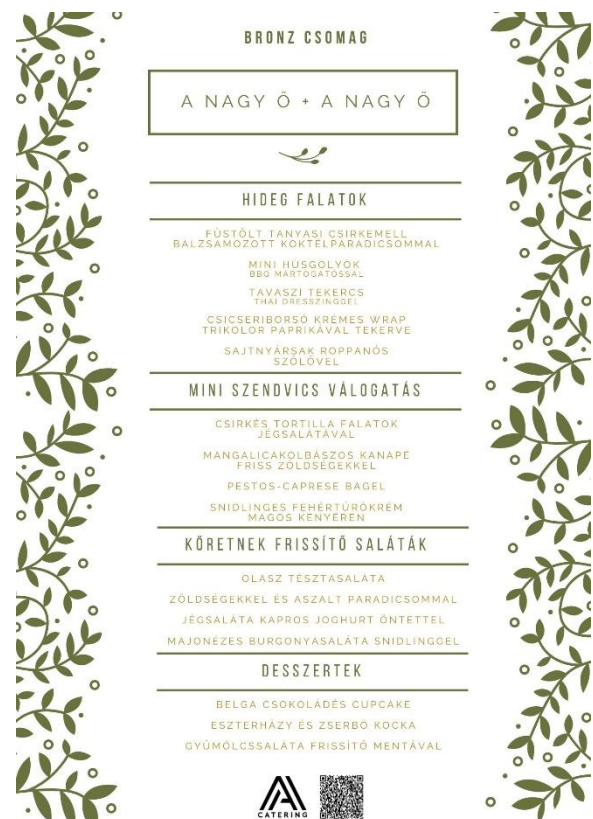 BRONZ CSOMAG
A NAGY Ő + A NAGY Ő
HIDEG FALATOK
FÜSTÖLT TANYASI CSIRKEMELL
BALZSAMOZOTT KOKTÉLPARADICSOMMAL
MINI HÚSGOLYÓK
BBQ MÁRTOGATÓSSAL
TAVASZI TEKERCS
THAI DRESSZINGGEL
CSICSERIBORSÓ KRÉMES WRAP
TRIKOLOR PAPRIKÁVAL TEKERVE
SAJTNYÁRSAK ROPPANÓS
SZŐLŐVEL
MINI SZENDVICS VÁLOGATÁS
CSIRKÉS TORTILLA FALATOK
JÉGSALÁTÁVAL
MANGALICAKOLBÁSZOS KANAPÉ
FRISS ZÖLDSÉGEKKEL
PESTOS-CAPRESE BAGEL
SNIDLINGES FEHÉRTÚRÓKRÉM
MAGOS KENYÉREN
KÖRETNEK FRISSÍTŐ SALÁTÁK
OLASZ TÉSZTASALÁTA
ZÖLDSÉGEKKEL ÉS ASZALT PARADICSOMMAL
JÉGSALÁTA KAPROS JOGHURT ÖNTETTEL
MAJONÉZES BURGONYASALÁTA SNIDLINGGEL
DESSZERTEK
BELGA CSOKOLÁDÉS CUPCAKE
ESZTERHÁZY ÉS ZSERBÓ KOCKA
GYÜMÖLCSSALÁTA FRISSÍTŐ MENTÁVAL
CATERING